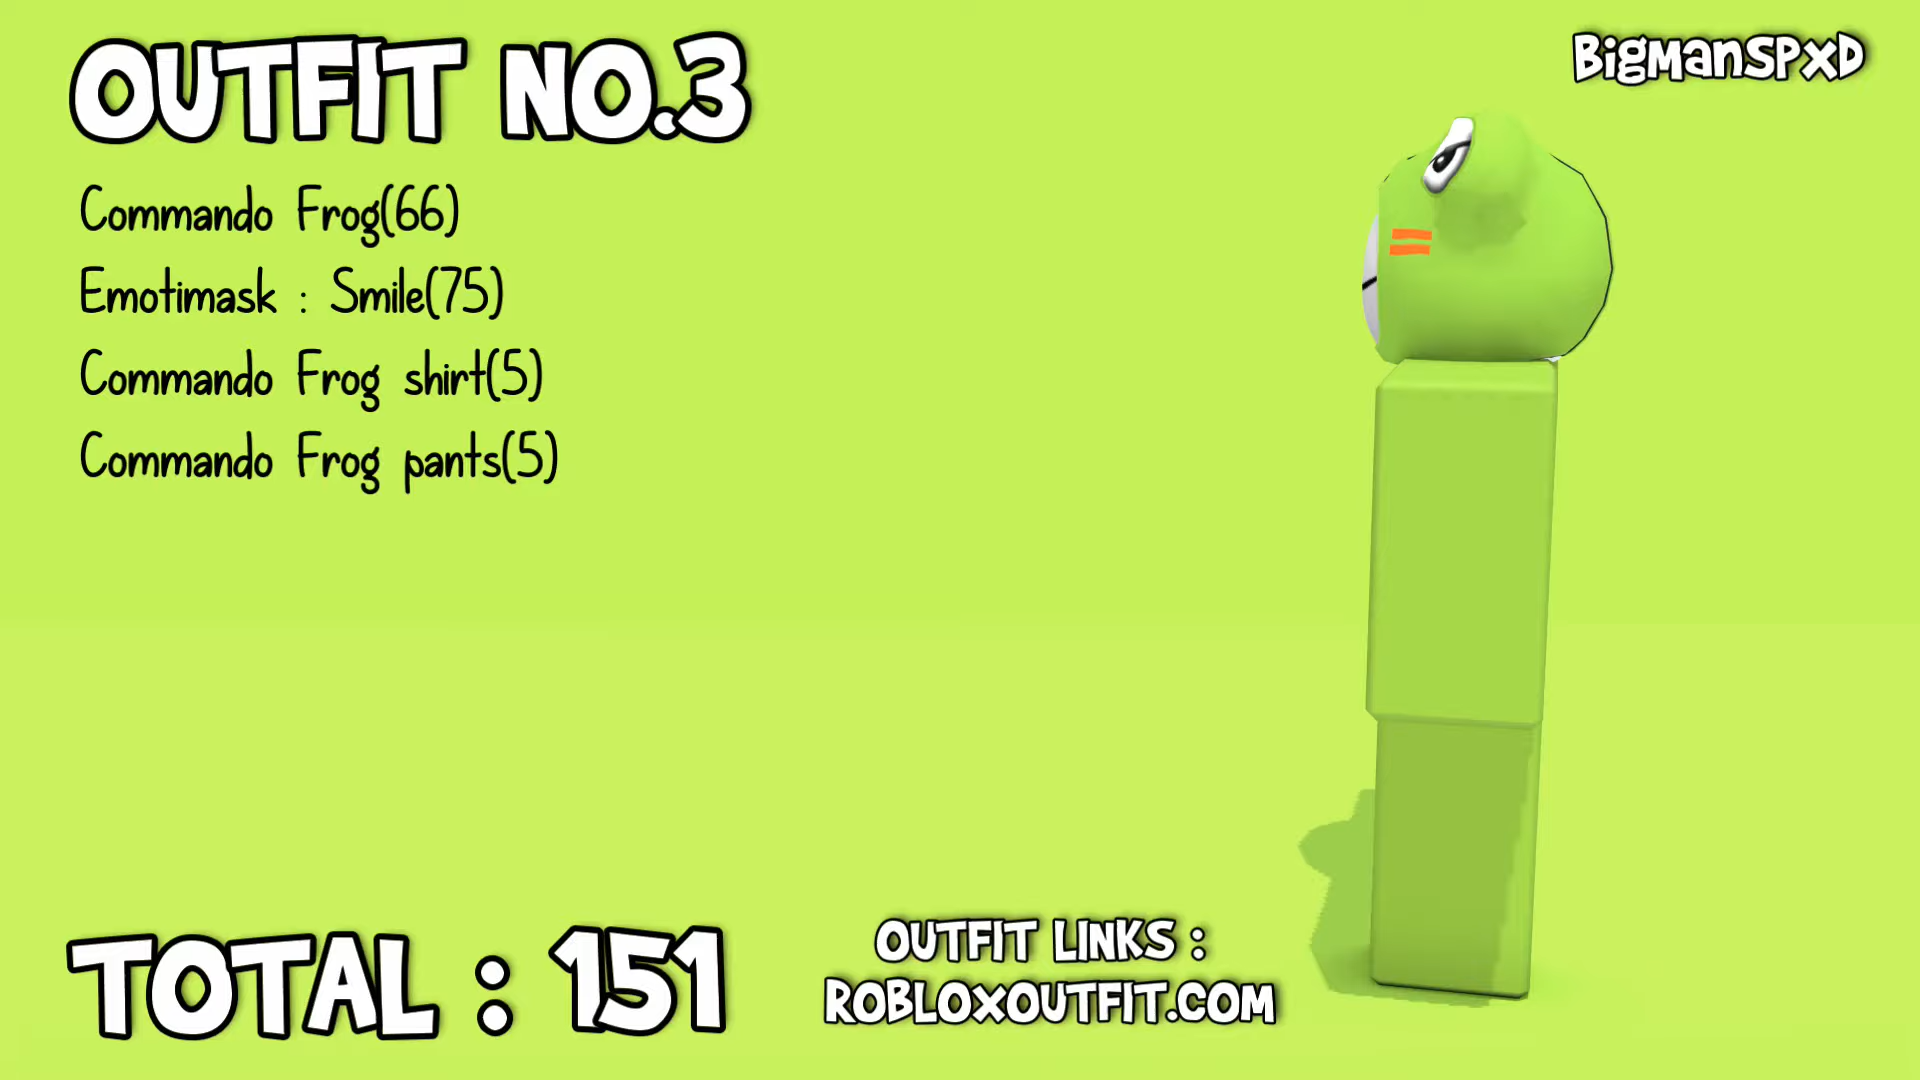 OUTFIT NO.3
BigmanSPxD
Commando Frog(66)
Emotimask : Smile(75)
Commando Frog shirt(5)
Commando Frog pants(5)
TOTAL : 151
OUTFIT LINKS :
ROBLOXOUTFIT.COM